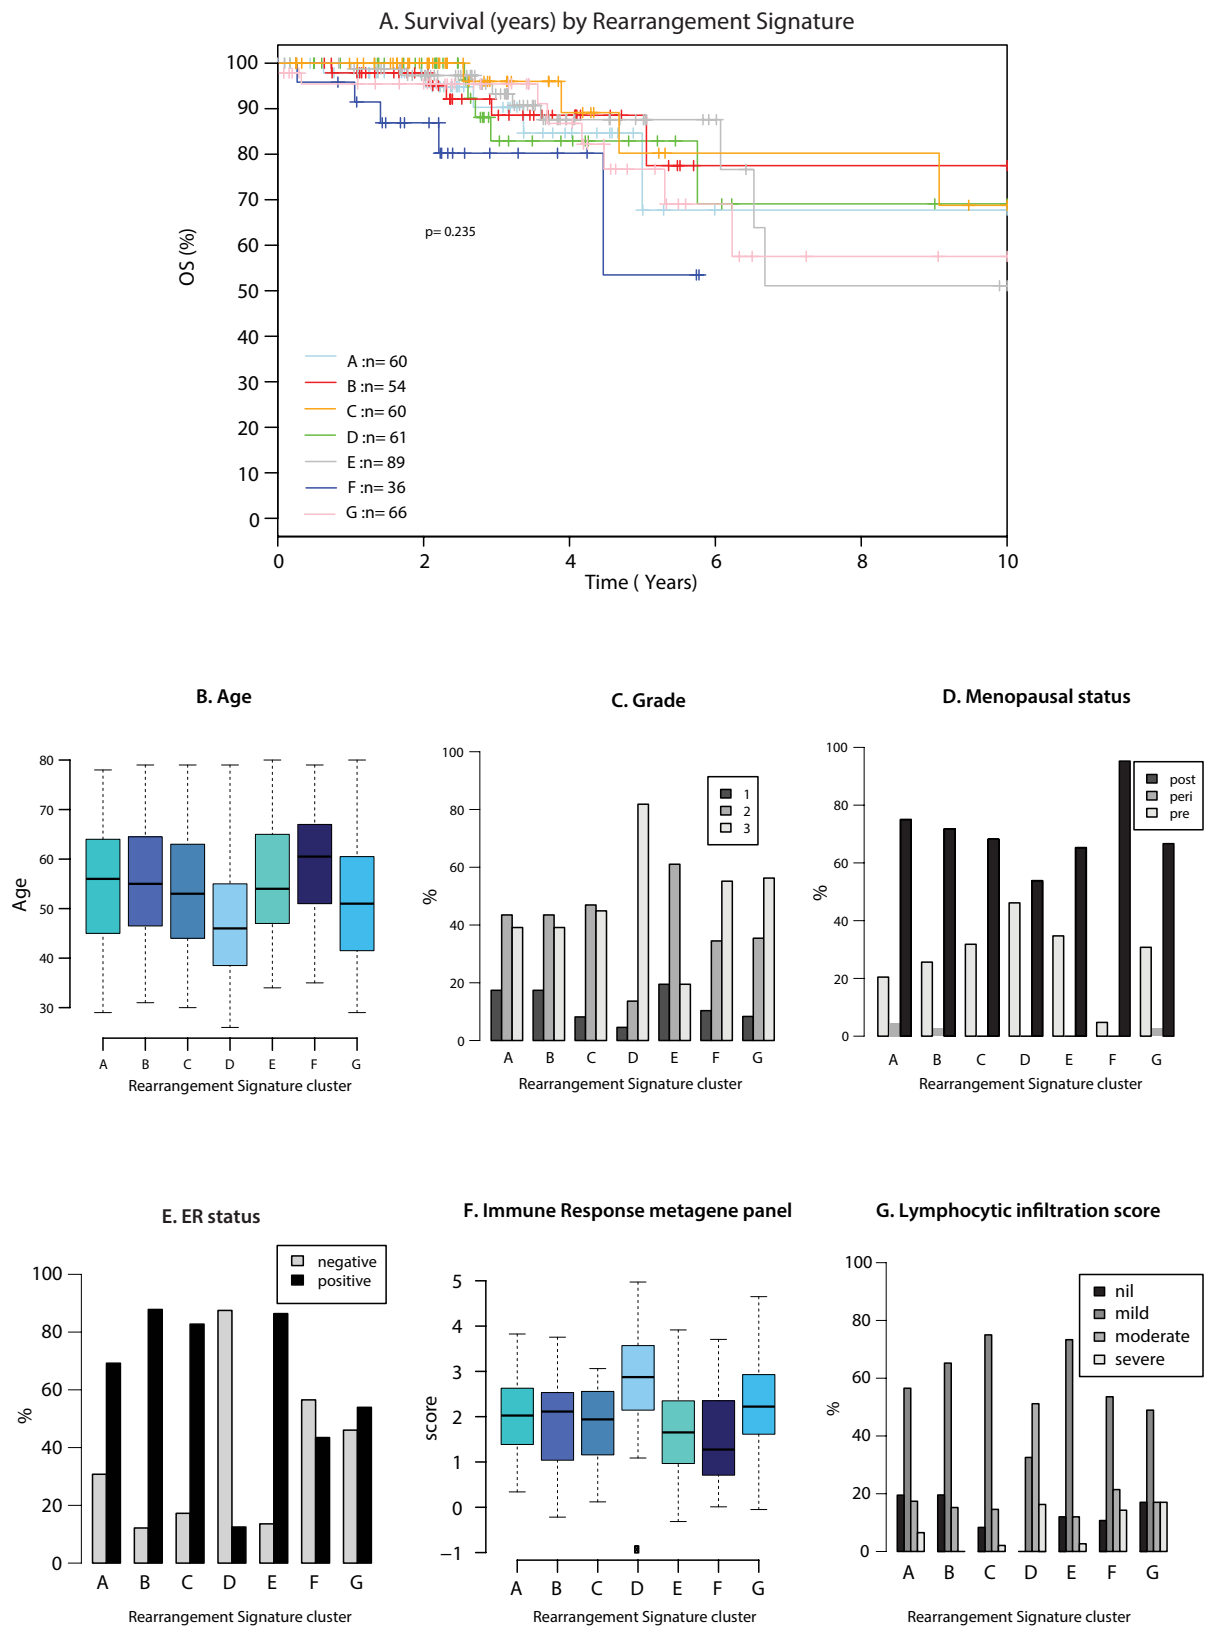 A. Survival (years) by Rearrangement Signature
100
90
80
70
60
50
40
30
20
10
0
OS (%)
p= 0.235
A :n= 60
B :n= 54
C :n= 60
D :n= 61
E :n= 89
F :n= 36
G :n= 66
0 2 4 6 8 10
Time ( Years)
B. Age
80
70
60
50
40
30
Age
A B C D E F G
Rearrangement Signature cluster
C. Grade
100
80
60
40
20
0
%
1
2
3
A B C D E F G
Rearrangement Signature cluster
D. Menopausal status
100
80
60
40
20
0
%
post
peri
pre
A B C D E F G
Rearrangement Signature cluster
E. ER status
100
80
60
40
20
0
%
negative
positive
A B C D E F G
Rearrangement Signature cluster
F. Immune Response metagene panel
5
4
3
2
1
0
−1
score
A B C D E F G
Rearrangement Signature cluster
G. Lymphocytic infiltration score
100
80
60
40
20
0
%
nil
mild
moderate
severe
A B C D E F G
Rearrangement Signature cluster